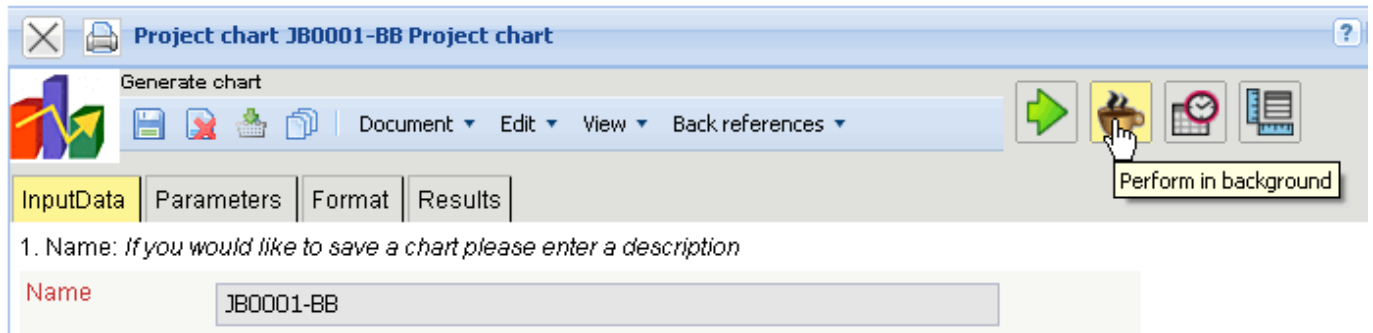 Project chart JB0001-BB Project chart
?
Generate chart
Document Edit View Back references
Perform in background
InputData Parameters Format Results
1. Name: If you would like to save a chart please enter a description
Name
JB0001-BB